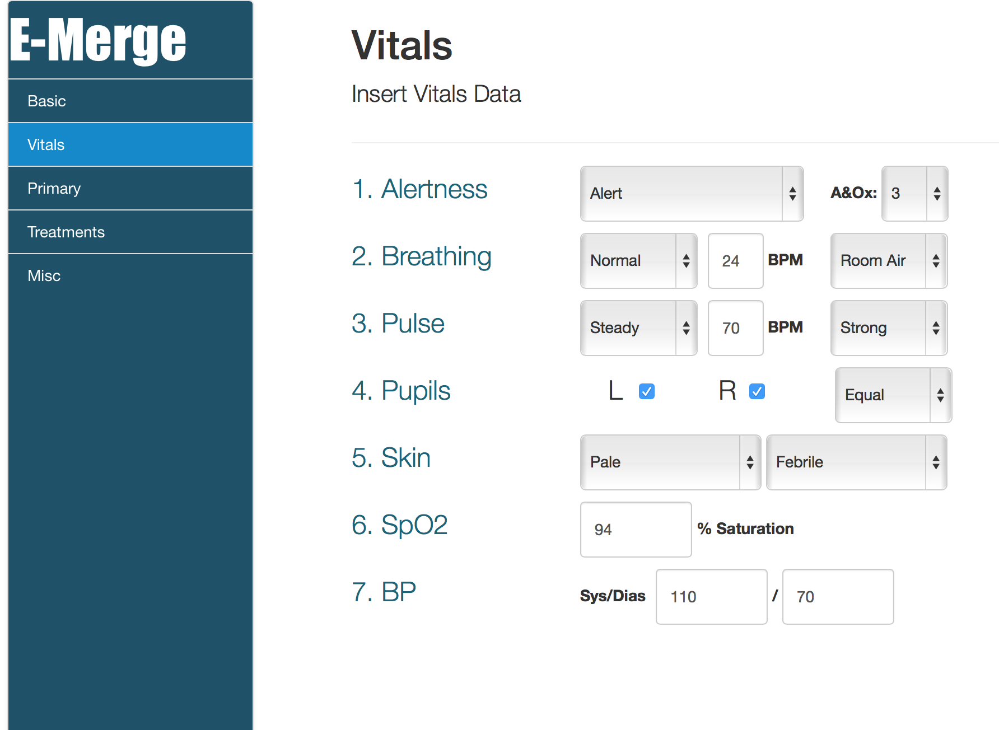 E-Merge
Basic
Vitals
Primary
Treatments
Misc
Vitals
Insert Vitals Data
1. Alertness Alert A&Ox: 3
2. Breathing Normal 24 BPM Room Air
3. Pulse Steady 70 BPM Strong
4. Pupils L R Equal
5. Skin Pale Febrile
6. SpO2 94 % Saturation
7. BP Sys/Dias 110 / 70